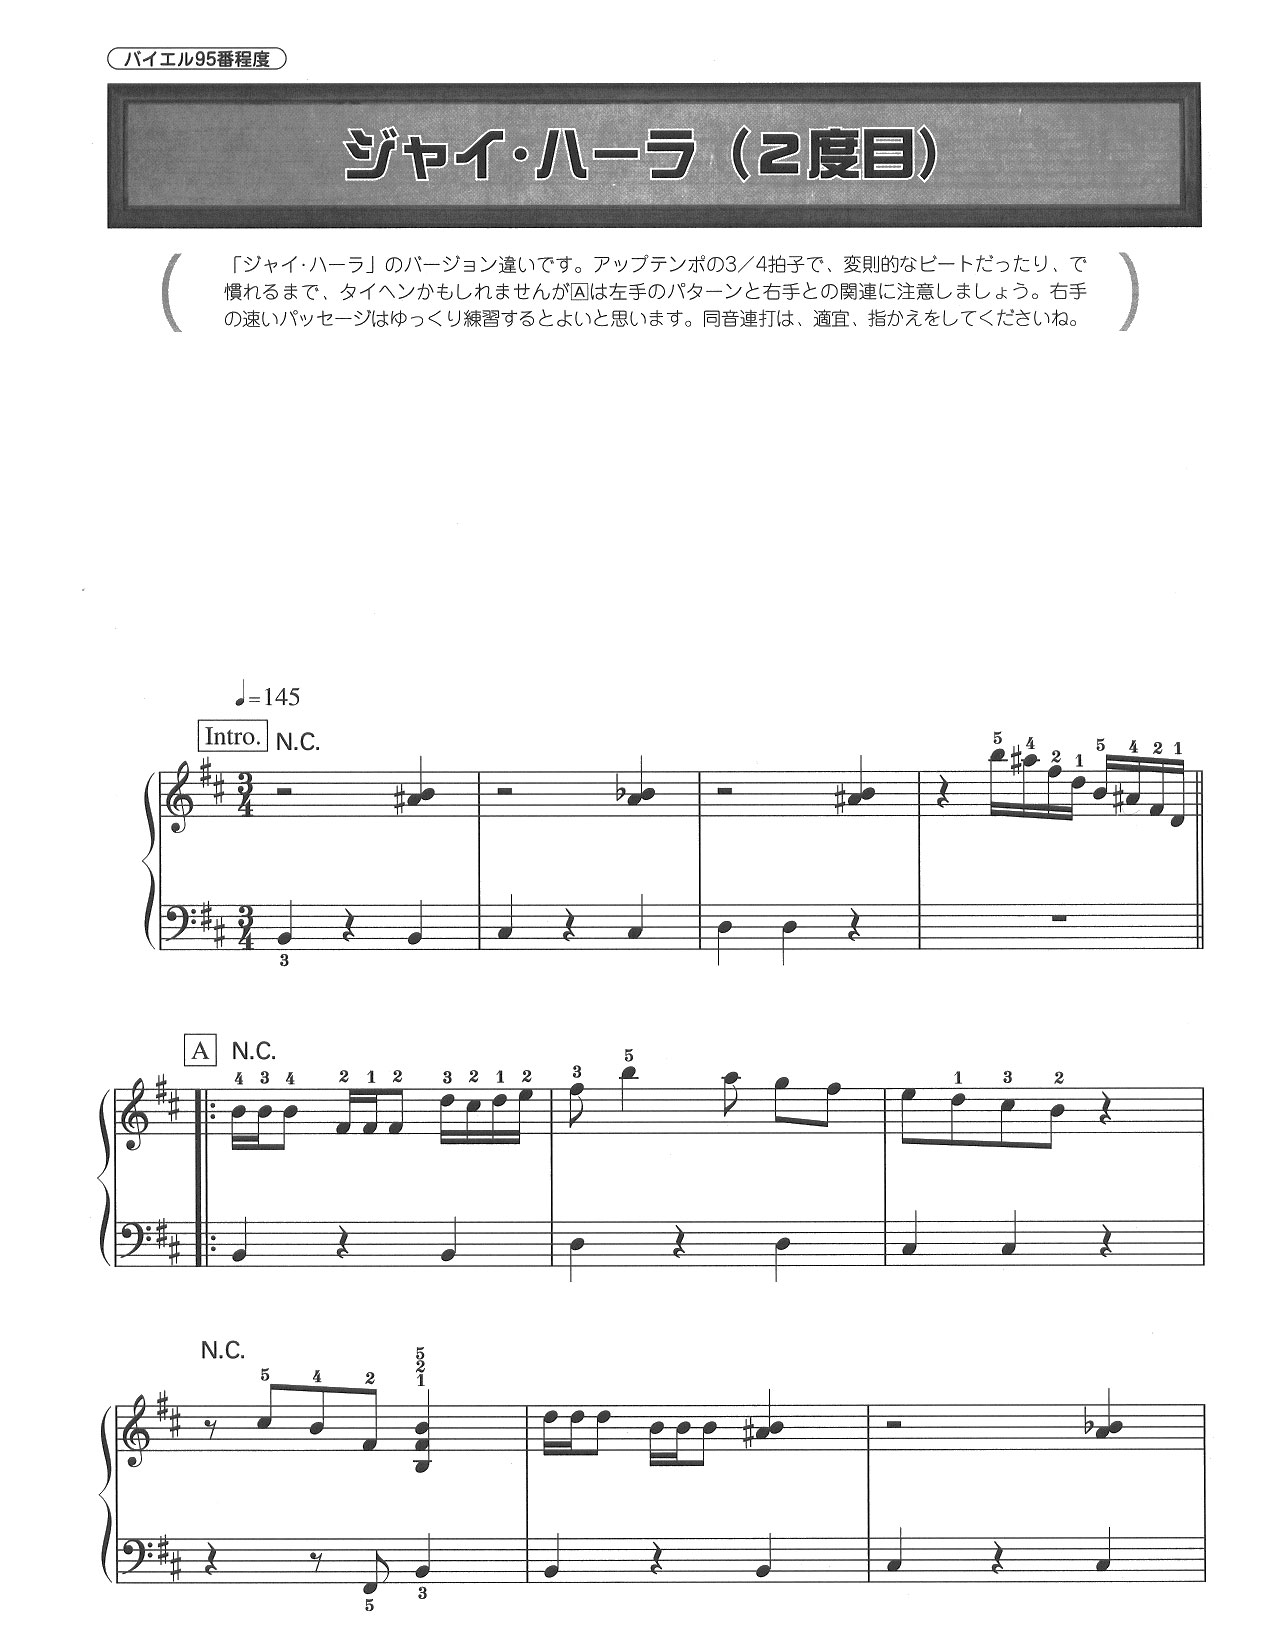 バイエル95番程度
ジャイ・ハーラ（2度目）
「ジャイ・ハーラ」のバージョン違いです。アップテンポの3／4拍子で、変則的なビートだったり、で
慣れるまで、タイヘンかもしれませんがAは左手のパターンと右手との関連に注意しましょう。右手
の速いパッセージはゆっくり練習するとよいと思います。同音連打は、適宜、指かえをしてくださいね。
♩=145
Intro. N.C.
5 4 2 1 5 4 2 1
3 4
3 4
3
A N.C.
4 3 4 2 1 2 3 2 1 2 3 5 1 3 2
N.C.
5 4 2 5 2 1
5 3